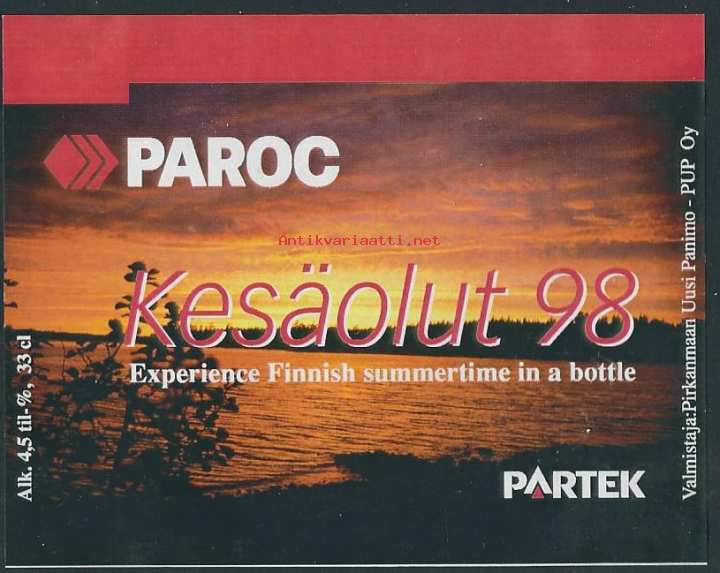 PAROC
Antikvariaatti.net
Kesäolut 98
Experience Finnish summertime in a bottle
PARTEK
Alk. 4,5 til-%, 33 cl
Valmistaja:Pirkanmaan Uusi Panimo - PUP Oy